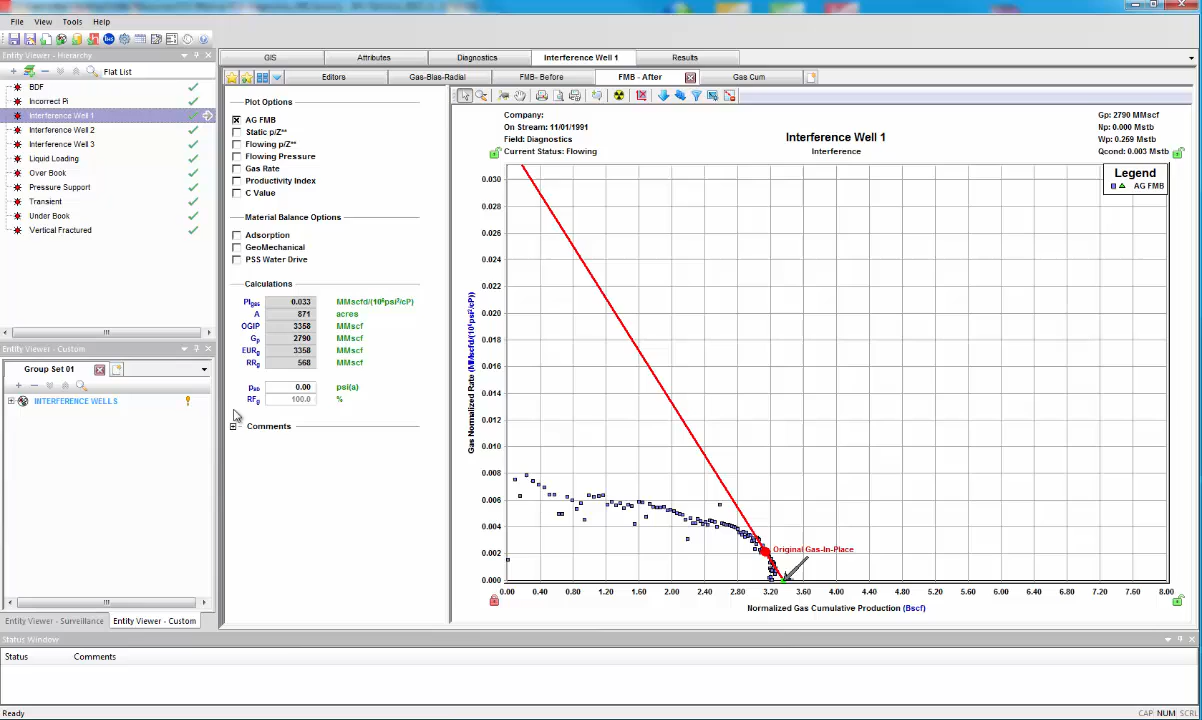 File View Tools Help
Entity Viewer - Hierarchy
Flat List
BDF
Incorrect Pi
Interference Well 1
Interference Well 2
Interference Well 3
Liquid Loading
Over Book
Pressure Support
Transient
Under Book
Vertical Fractured
Entity Viewer - Custom
Group Set 01
INTERFERENCE WELLS
Entity Viewer - Surveillance Entity Viewer - Custom
GIS Attributes Diagnostics Interference Well 1 Results
Editors Gas-Bias-Radial FMB- Before FMB - After Gas Cum
Plot Options
AG FMB
Static p/Z**
Flowing p/Z**
Flowing Pressure
Gas Rate
Productivity Index
C Value
Material Balance Options
Adsorption
GeoMechanical
PSS Water Drive
Calculations
PIgas 0.033 MMscfd/(10⁶psi²/cP)
A 871 acres
OGIP 3358 MMscf
Gp 2790 MMscf
EURg 3358 MMscf
RRg 568 MMscf
0.00 psi(a)
RFg 100.0 %
Comments
Company:
On Stream: 11/01/1991
Field: Diagnostics
Current Status: Flowing
Interference Well 1
Interference
Gp: 2790 MMscf
Np: 0.000 Mstb
Wp: 0.269 Mstb
Qcond: 0.003 Mstb
Legend
AG FMB
Gas Normalized Rate (MMscfd/(10⁶psi²/cP))
0.030
0.028
0.026
0.024
0.022
0.020
0.018
0.016
0.014
0.012
0.010
0.008
0.006
0.004
0.002
0.000
Original Gas-In-Place
0.00 0.40 0.80 1.20 1.60 2.00 2.40 2.80 3.20 3.60 4.00 4.40 4.80 5.20 5.60 6.00 6.40 6.80 7.20 7.60 8.00
Normalized Gas Cumulative Production (Bscf)
Status Window
Status Comments
Ready
CAP NUM SCRL